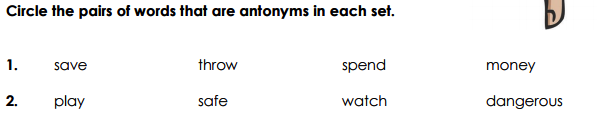 Circle the pairs of words that are antonyms in each set.
1. save throw spend money
2. play safe watch dangerous